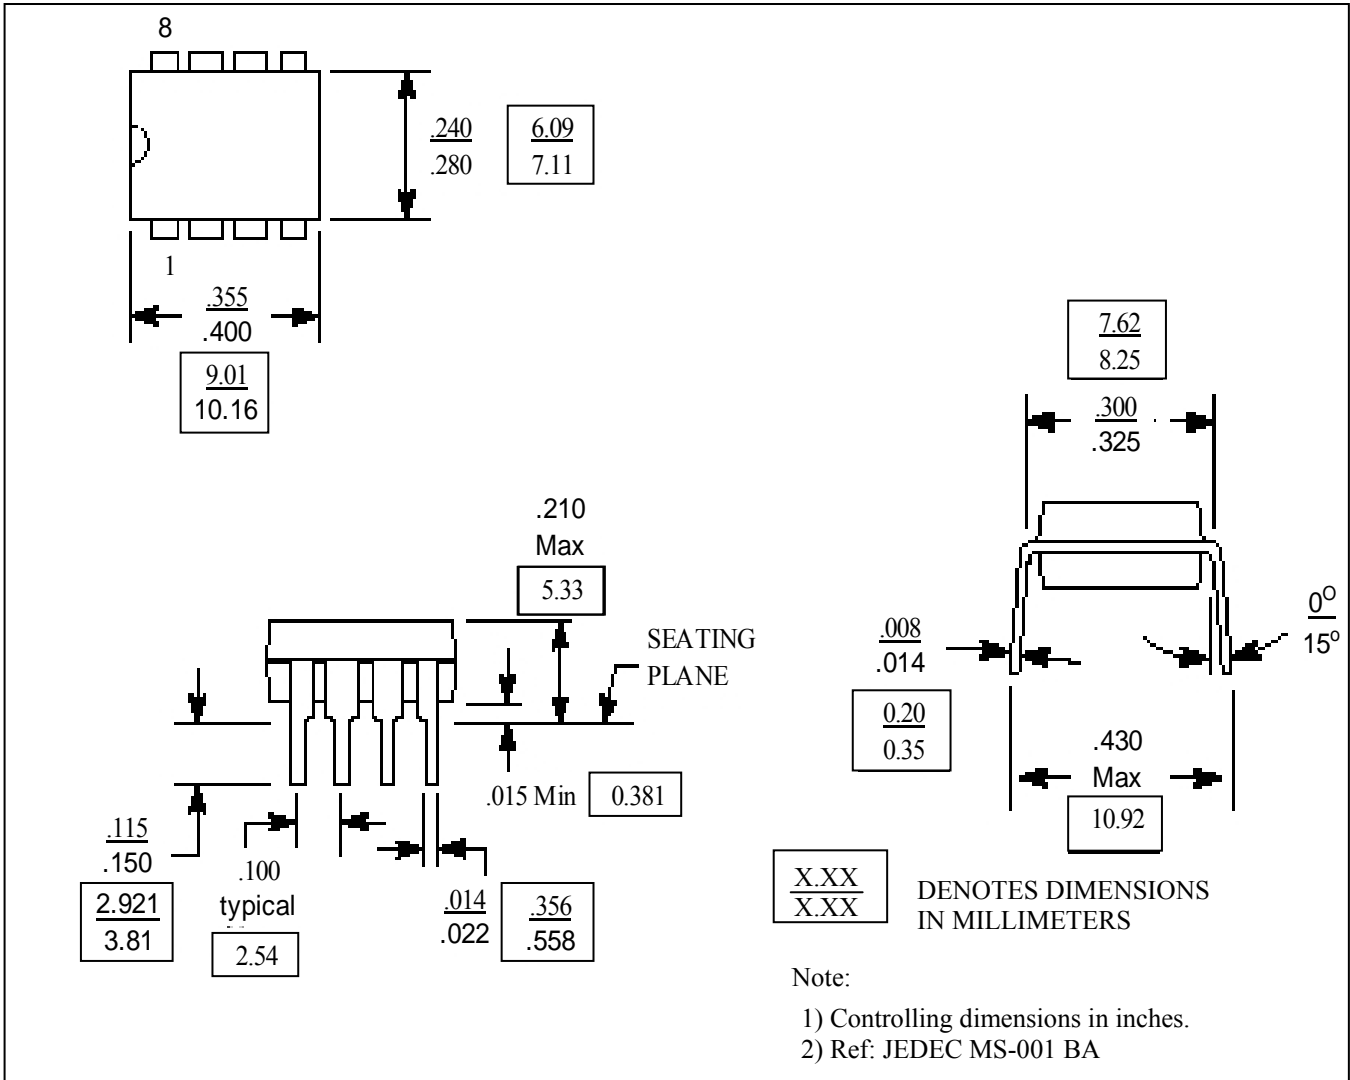 8
.240
.280
6.09
7.11
1
.355
.400
9.01
10.16
7.62
8.25
.300
.325
.210
Max
5.33
SEATING
PLANE
.008
.014
0.20
0.35
0°
15°
.430
Max
10.92
.015 Min
0.381
.115
.150
2.921
3.81
.100
typical
2.54
.014
.022
.356
.558
X.XX
X.XX
DENOTES DIMENSIONS
IN MILLIMETERS
Note:
1) Controlling dimensions in inches.
2) Ref: JEDEC MS-001 BA